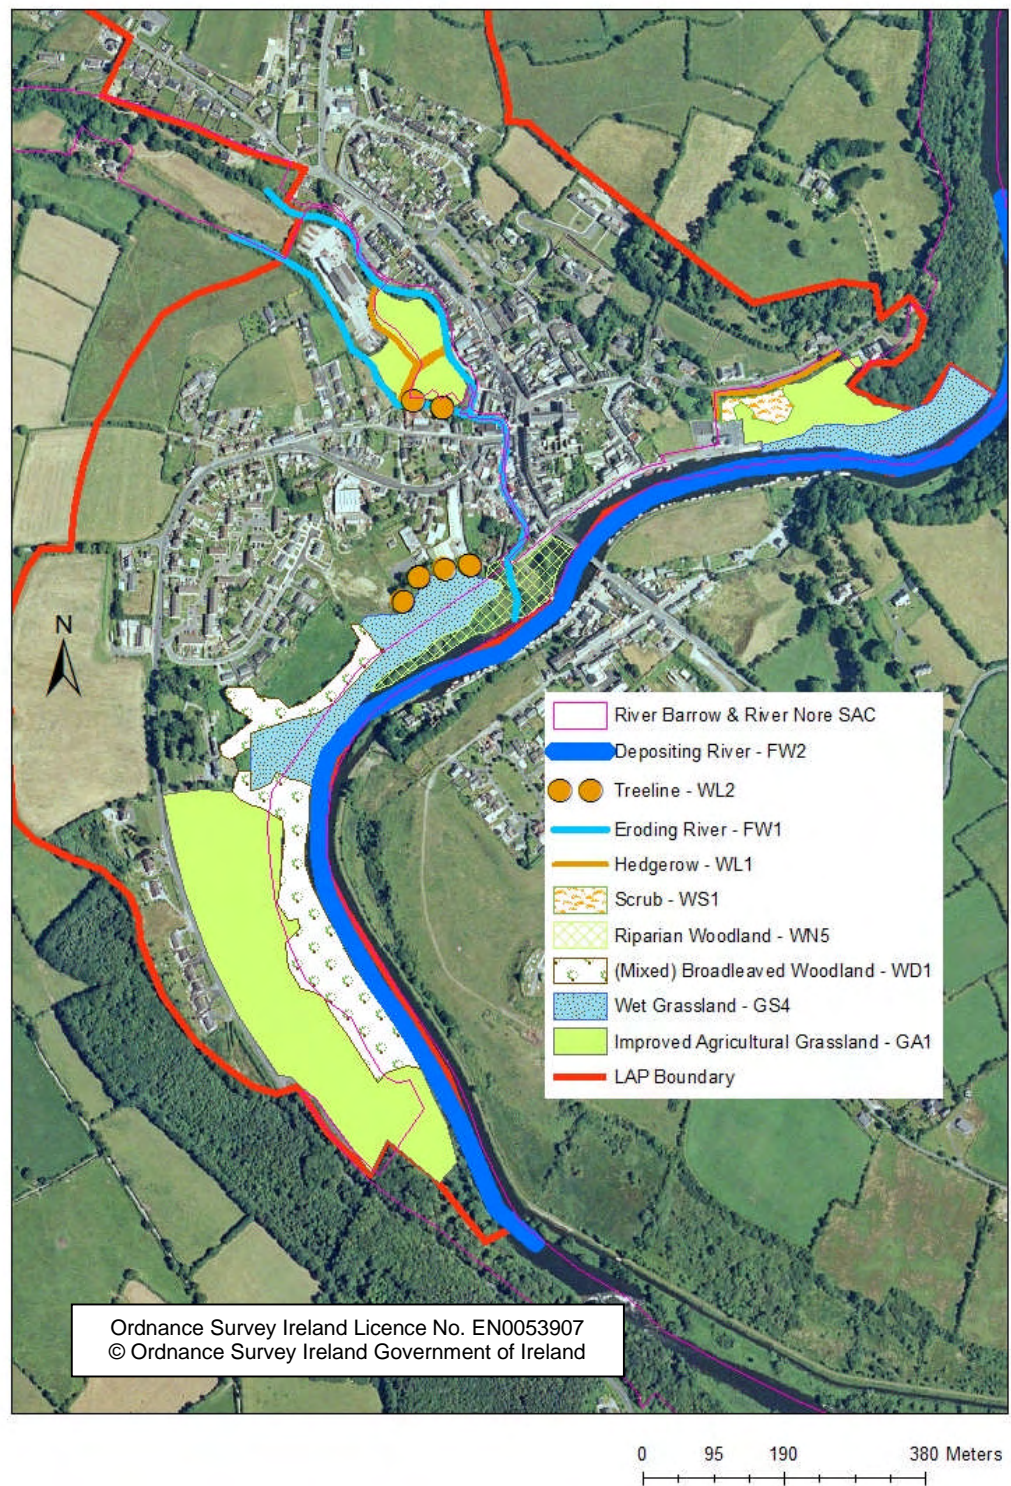 N
River Barrow & River Nore SAC
Depositing River - FW2
Treeline - WL2
Eroding River - FW1
Hedgerow - WL1
Scrub - WS1
Riparian Woodland - WN5
(Mixed) Broadleaved Woodland - WD1
Wet Grassland - GS4
Improved Agricultural Grassland - GA1
LAP Boundary
Ordnance Survey Ireland Licence No. EN0053907
© Ordnance Survey Ireland Government of Ireland
0 95 190 380 Meters